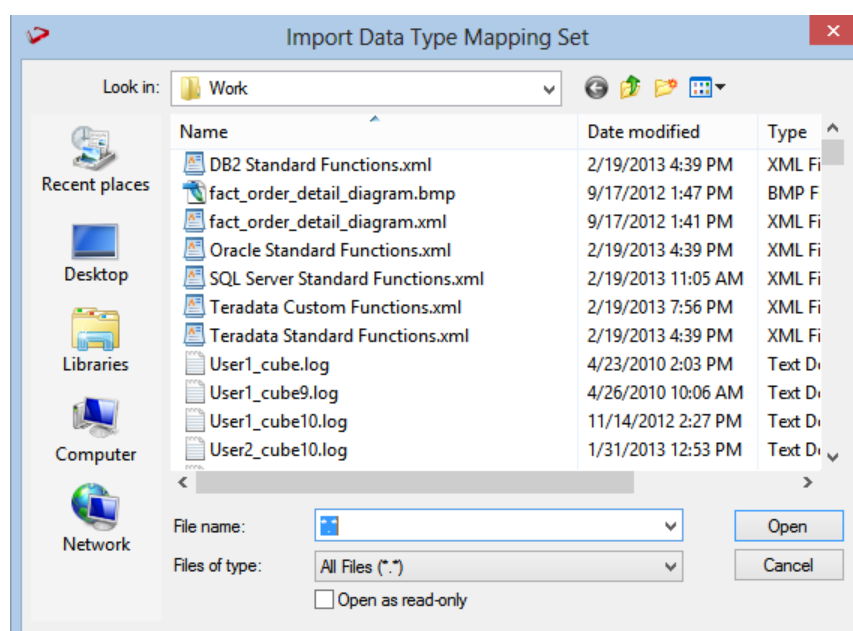 Import Data Type Mapping Set
Look in: Work
Name Date modified Type
DB2 Standard Functions.xml 2/19/2013 4:39 PM XML Fi
fact_order_detail_diagram.bmp 9/17/2012 1:47 PM BMP F
fact_order_detail_diagram.xml 9/17/2012 1:41 PM XML Fi
Oracle Standard Functions.xml 2/19/2013 4:39 PM XML Fi
SQL Server Standard Functions.xml 2/19/2013 11:05 AM XML Fi
Teradata Custom Functions.xml 2/19/2013 7:56 PM XML Fi
Teradata Standard Functions.xml 2/19/2013 4:39 PM XML Fi
User1_cube.log 4/23/2010 2:03 PM Text D
User1_cube9.log 4/26/2010 10:06 AM Text D
User1_cube10.log 11/14/2012 2:27 PM Text D
User2_cube10.log 1/31/2013 12:53 PM Text D
Recent places
Desktop
Libraries
Computer
Network
File name: *.* Open
Files of type: All Files (*.*) Cancel
Open as read-only